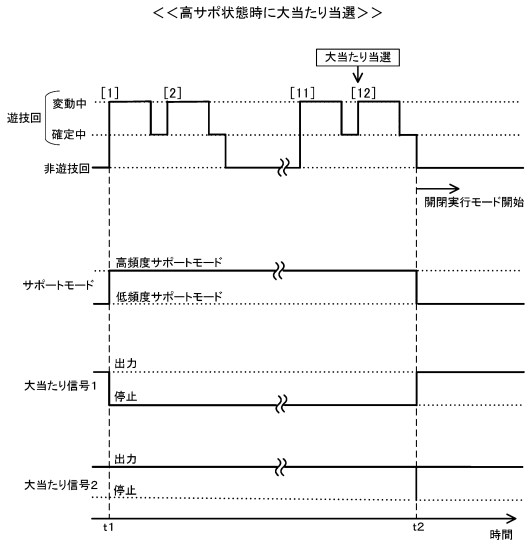 ＜＜高サポ状態時に大当たり当選＞＞
大当たり当選
[1] [2] [11] [12]
遊技回
変動中
確定中
非遊技回
開閉実行モード開始
高頻度サポートモード
サポートモード
低頻度サポートモード
出力
大当たり信号1
停止
出力
大当たり信号2
停止
t1 t2
時間